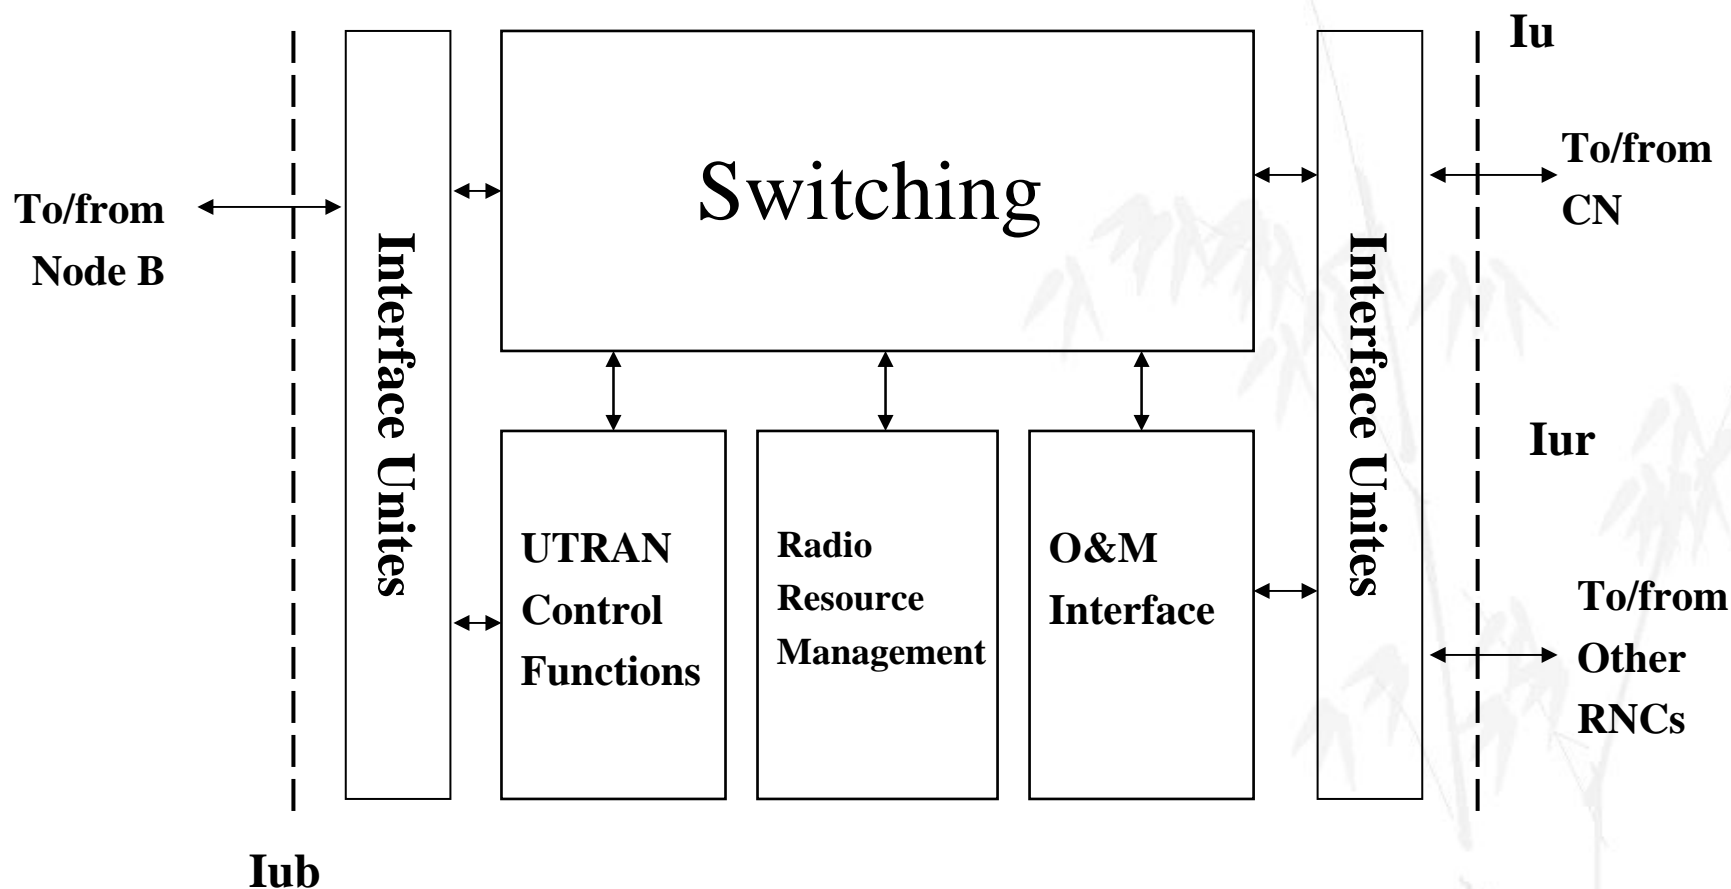 Iu
To/from
CN
Switching
To/from
Node B
Interface Unites
Interface Unites
Iur
UTRAN
Control
Functions
Radio
Resource
Management
O&M
Interface
To/from
Other
RNCs
Iub